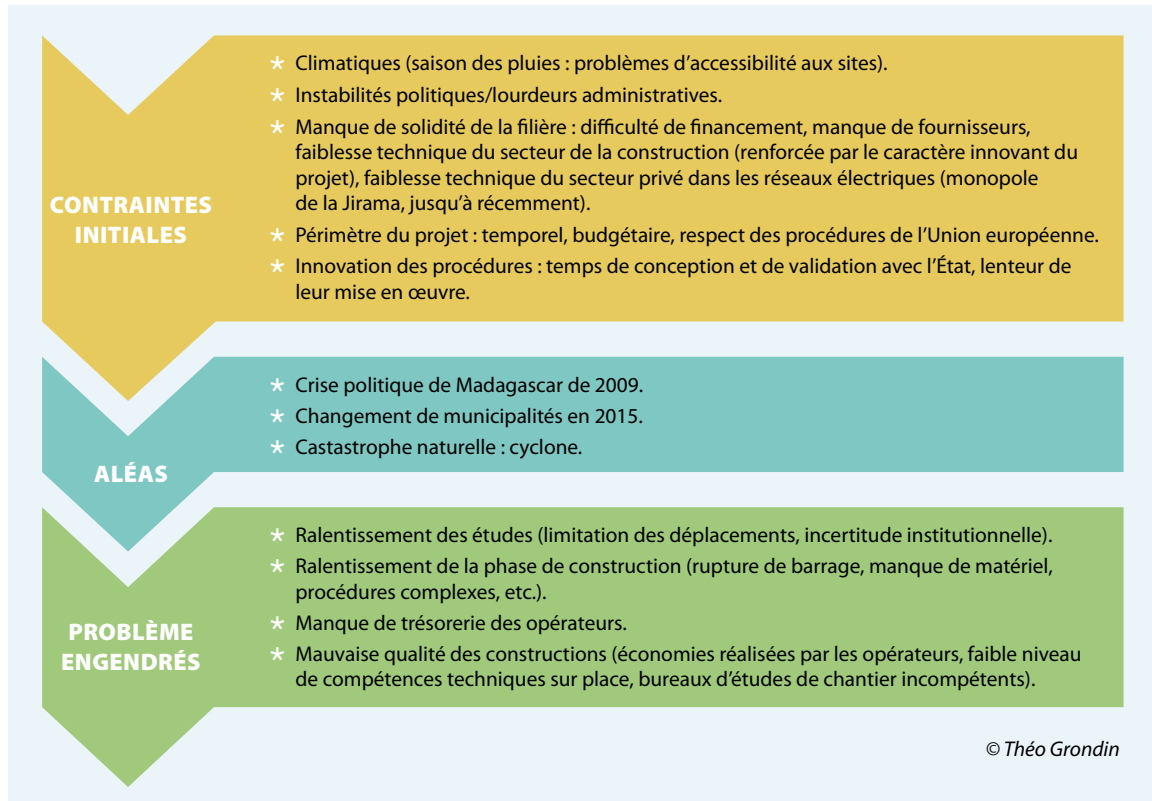 CONTRAINTES
INITIALES
* Climatiques (saison des pluies : problèmes d’accessibilité aux sites).
* Instabilités politiques/lourdeurs administratives.
* Manque de solidité de la filière : difficulté de financement, manque de fournisseurs,
faiblesse technique du secteur de la construction (renforcée par le caractère innovant du
projet), faiblesse technique du secteur privé dans les réseaux électriques (monopole
de la Jirama, jusqu’à récemment).
* Périmètre du projet : temporel, budgétaire, respect des procédures de l’Union européenne.
* Innovation des procédures : temps de conception et de validation avec l’État, lenteur de
leur mise en œuvre.
ALÉAS
* Crise politique de Madagascar de 2009.
* Changement de municipalités en 2015.
* Castastrophe naturelle : cyclone.
PROBLÈME
ENGENDRÉS
* Ralentissement des études (limitation des déplacements, incertitude institutionnelle).
* Ralentissement de la phase de construction (rupture de barrage, manque de matériel,
procédures complexes, etc.).
* Manque de trésorerie des opérateurs.
* Mauvaise qualité des constructions (économies réalisées par les opérateurs, faible niveau
de compétences techniques sur place, bureaux d’études de chantier incompétents).
© Théo Grondin